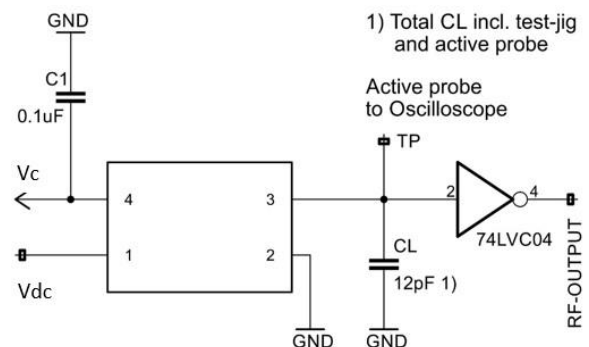 GND
1) Total CL incl. test-jig
and active probe
C1
0.1uF
Active probe
to Oscilloscope
TP
Vc
4
3
2
4
74LVC04
1
2
CL
12pF 1)
Vdc
GND
GND
RF-OUTPUT